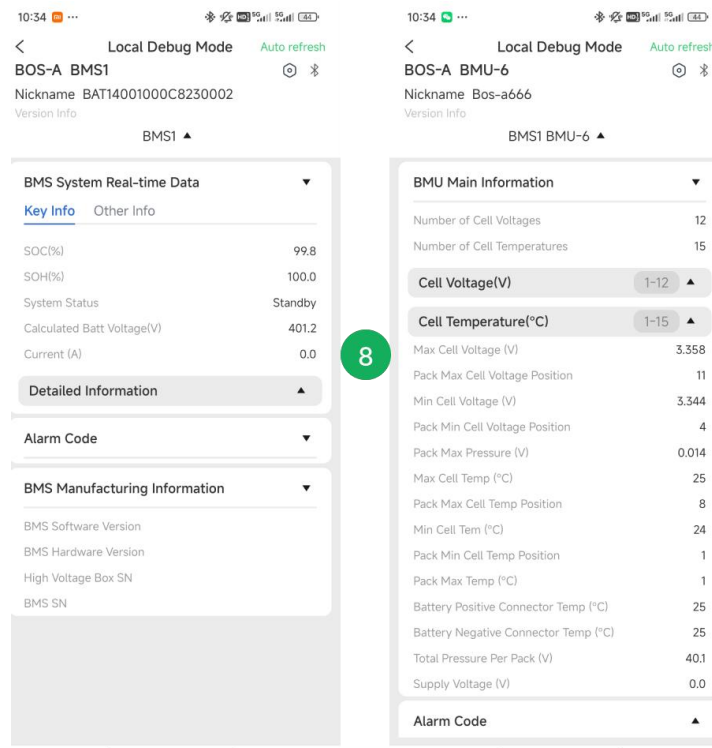 10:34 ··· HD 5G 5G 44
Local Debug Mode Auto refresh
BOS-A BMS1
Nickname BAT14001000C8230002
Version Info
BMS1 ▲
BMS System Real-time Data ▼
Key Info Other Info
SOC(%) 99.8
SOH(%) 100.0
System Status Standby
Calculated Batt Voltage(V) 401.2
Current (A) 0.0
Detailed Information ▲
Alarm Code ▼
BMS Manufacturing Information ▼
BMS Software Version
BMS Hardware Version
High Voltage Box SN
BMS SN
8
10:34 ··· HD 5G 5G 44
Local Debug Mode Auto refresh
BOS-A BMU-6
Nickname Bos-a666
Version Info
BMS1 BMU-6 ▲
BMU Main Information ▼
Number of Cell Voltages 12
Number of Cell Temperatures 15
Cell Voltage(V) 1-12 ▲
Cell Temperature(°C) 1-15 ▲
Max Cell Voltage (V) 3.358
Pack Max Cell Voltage Position 11
Min Cell Voltage (V) 3.344
Pack Min Cell Voltage Position 4
Pack Max Pressure (V) 0.014
Max Cell Temp (°C) 25
Pack Max Cell Temp Position 8
Min Cell Tem (°C) 24
Pack Min Cell Temp Position 1
Pack Max Temp (°C) 1
Battery Positive Connector Temp (°C) 25
Battery Negative Connector Temp (°C) 25
Total Pressure Per Pack (V) 40.1
Supply Voltage (V) 0.0
Alarm Code ▲